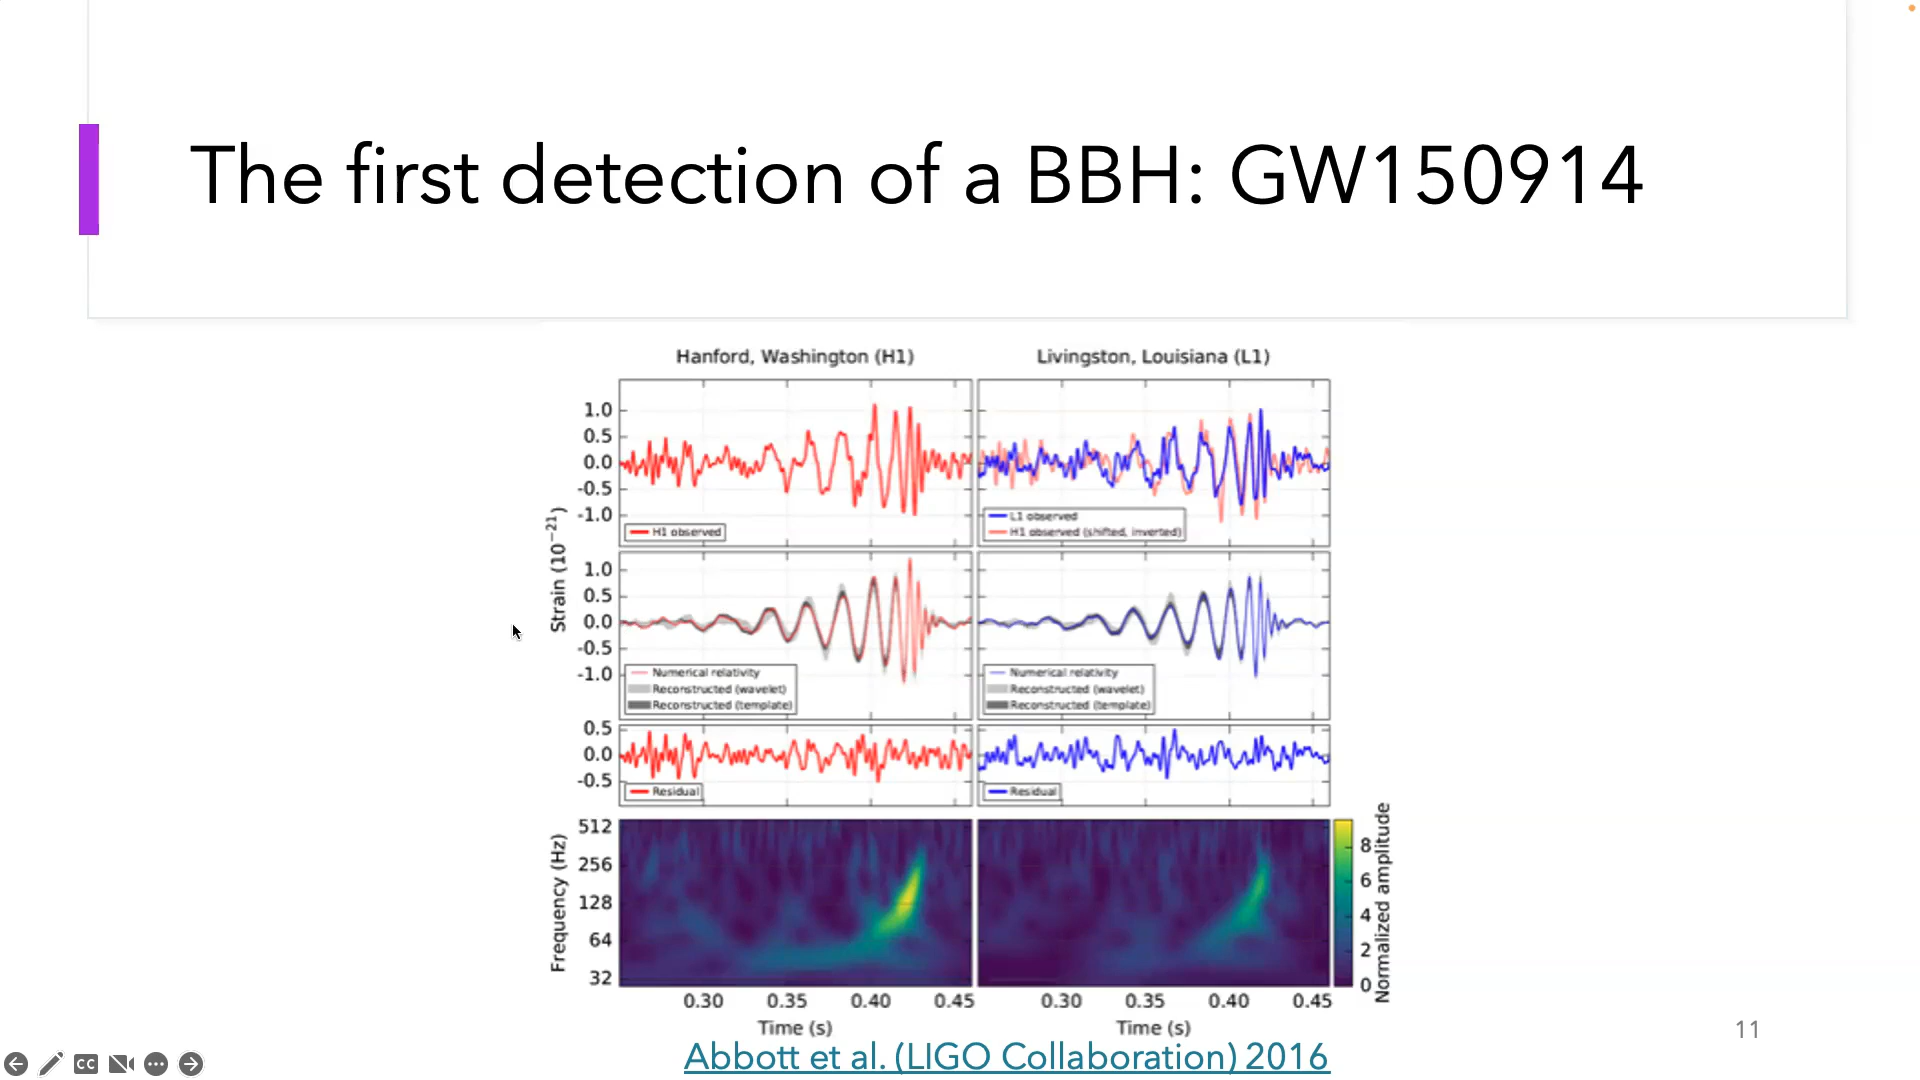 The first detection of a BBH: GW150914
Hanford, Washington (H1)
Livingston, Louisiana (L1)
Strain (10⁻²¹)
1.0
0.5
0.0
-0.5
-1.0
H1 observed
L1 observed
H1 observed (shifted, inverted)
1.0
0.5
0.0
-0.5
-1.0
Numerical relativity
Reconstructed (wavelet)
Reconstructed (template)
Numerical relativity
Reconstructed (wavelet)
Reconstructed (template)
0.5
0.0
-0.5
Residual
Residual
Frequency (Hz)
512
256
128
64
32
8
6
4
2
0
Normalized amplitude
0.30 0.35 0.40 0.45
0.30 0.35 0.40 0.45
Time (s)
Time (s)
Abbott et al. (LIGO Collaboration) 2016
11
CC